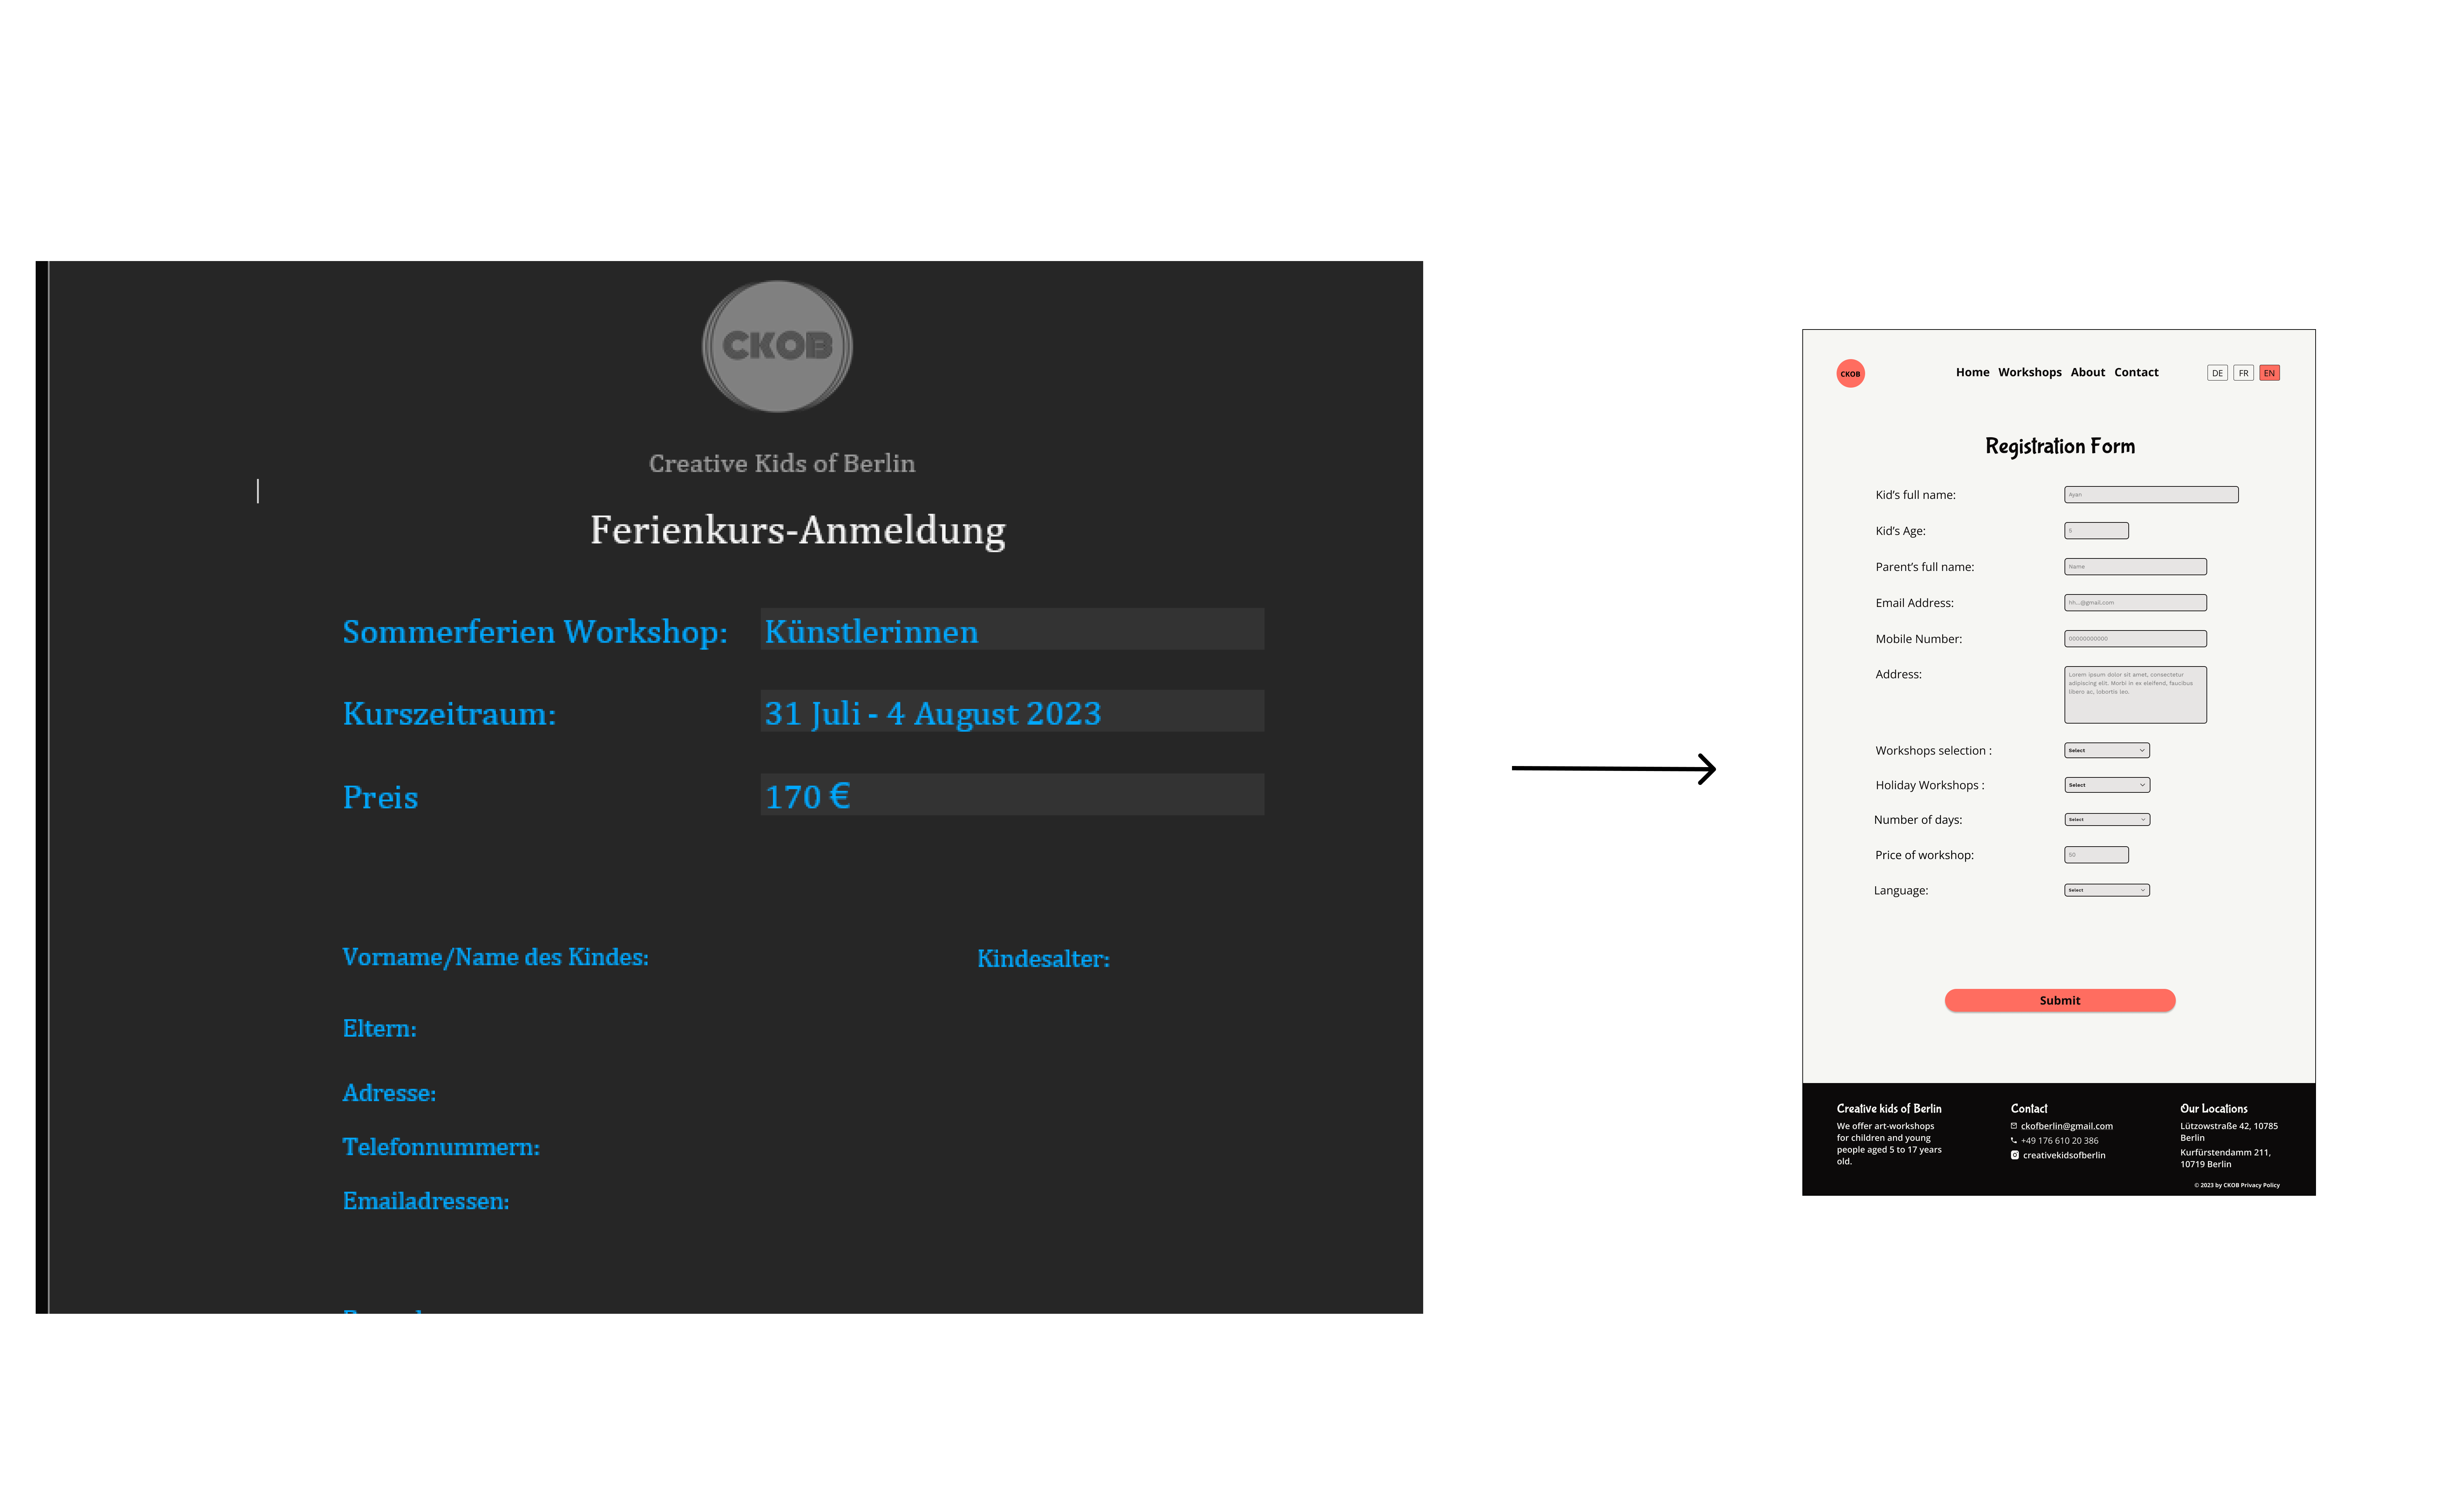 CKOB
Creative Kids of Berlin
Ferienkurs-Anmeldung
Sommerferien Workshop: Künstlerinnen
Kurszeitraum: 31 Juli - 4 August 2023
Preis 170 €
Vorname/Name des Kindes: Kindesalter:
Eltern:
Adresse:
Telefonnummern:
Emailadressen:
CKOB
Home Workshops About Contact
DE FR EN
Registration Form
Kid's full name: Ayan
Kid's Age:
Parent's full name: Name
Email Address: hh...@gmail.com
Mobile Number: 00000000000
Address: Lorem ipsum dolor sit amet, consectetur
adipiscing elit. Morbi in ex eleifend, faucibus
libero ac, lobortis leo.
Workshops selection : Select
Holiday Workshops : Select
Number of days: Select
Price of workshop: 50
Language: Select
Submit
Creative kids of Berlin
We offer art-workshops
for children and young
people aged 5 to 17 years
old.
Contact
ckofberlin@gmail.com
+49 176 610 20 386
creativekidsofberlin
Our Locations
Lützowstraße 42, 10785
Berlin
Kurfürstendamm 211,
10719 Berlin
© 2023 by CKOB Privacy Policy